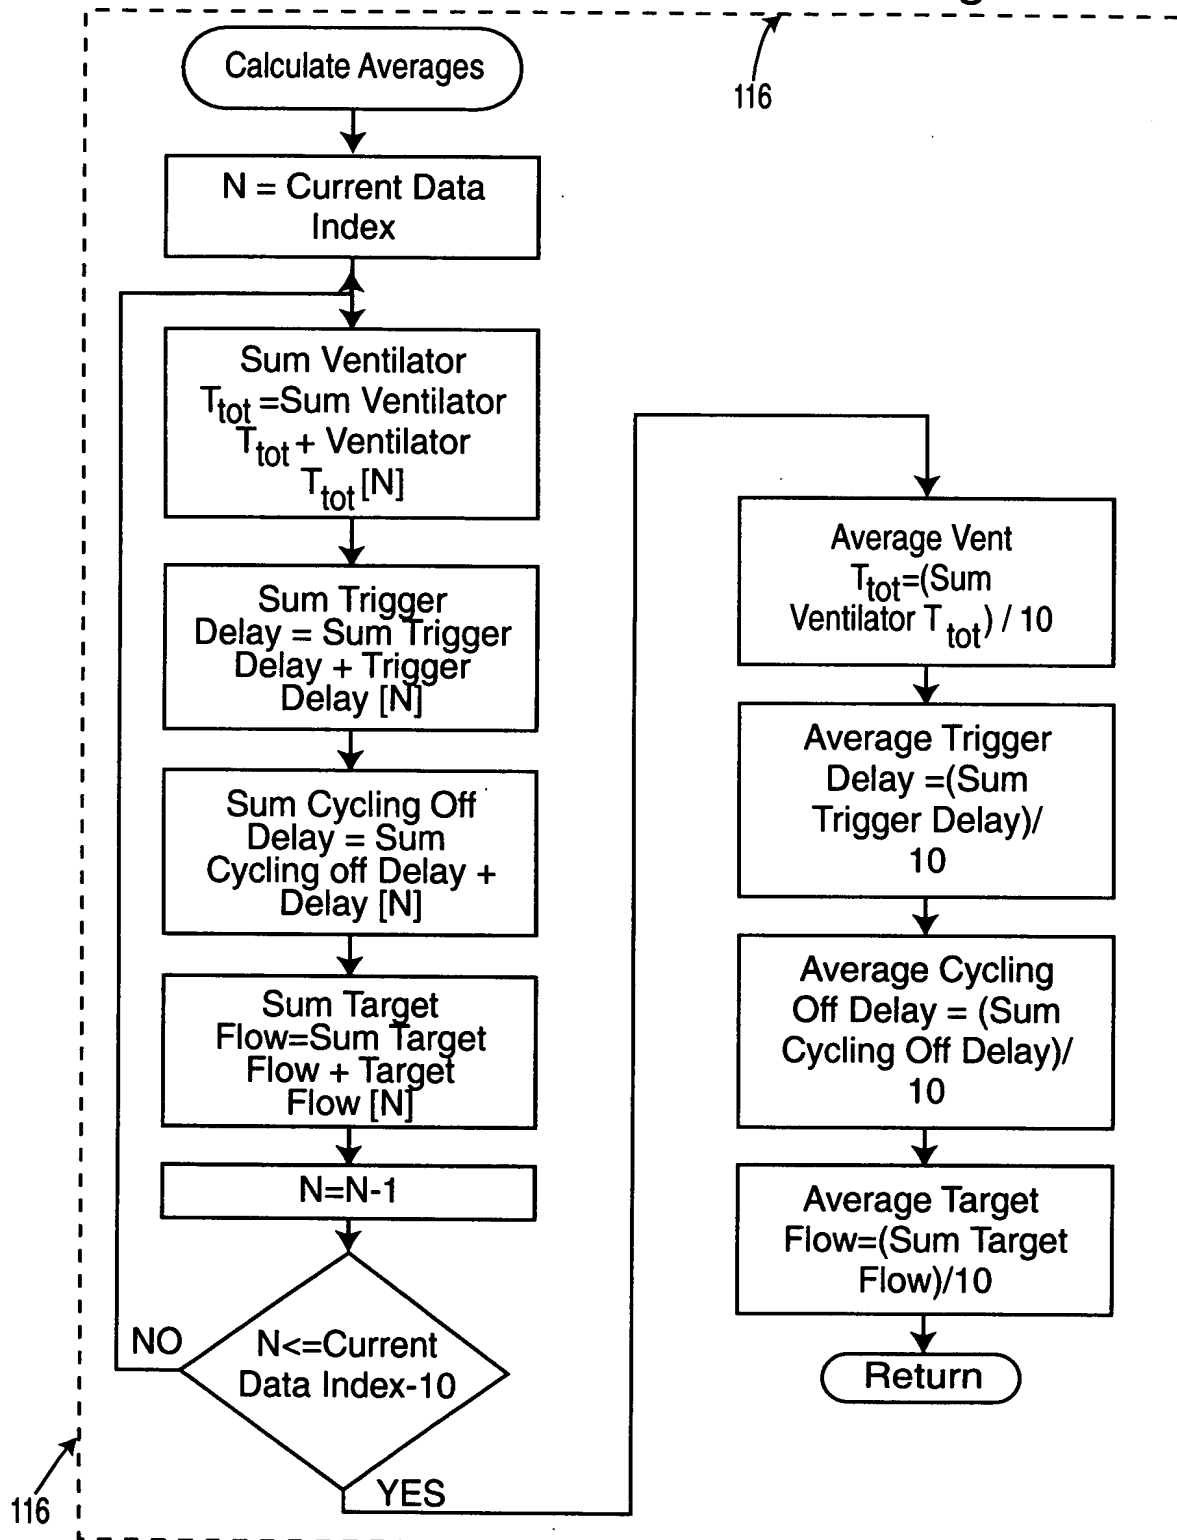 116
Calculate Averages
N = Current Data
Index
Sum Ventilator
Ttot =Sum Ventilator
Ttot + Ventilator
Ttot [N]
Sum Trigger
Delay = Sum Trigger
Delay + Trigger
Delay [N]
Sum Cycling Off
Delay = Sum
Cycling off Delay +
Delay [N]
Sum Target
Flow=Sum Target
Flow + Target
Flow [N]
N=N-1
N<=Current
Data Index-10
NO
YES
116
Average Vent
Ttot=(Sum
Ventilator Ttot) / 10
Average Trigger
Delay =(Sum
Trigger Delay)/
10
Average Cycling
Off Delay = (Sum
Cycling Off Delay)/
10
Average Target
Flow=(Sum Target
Flow)/10
Return